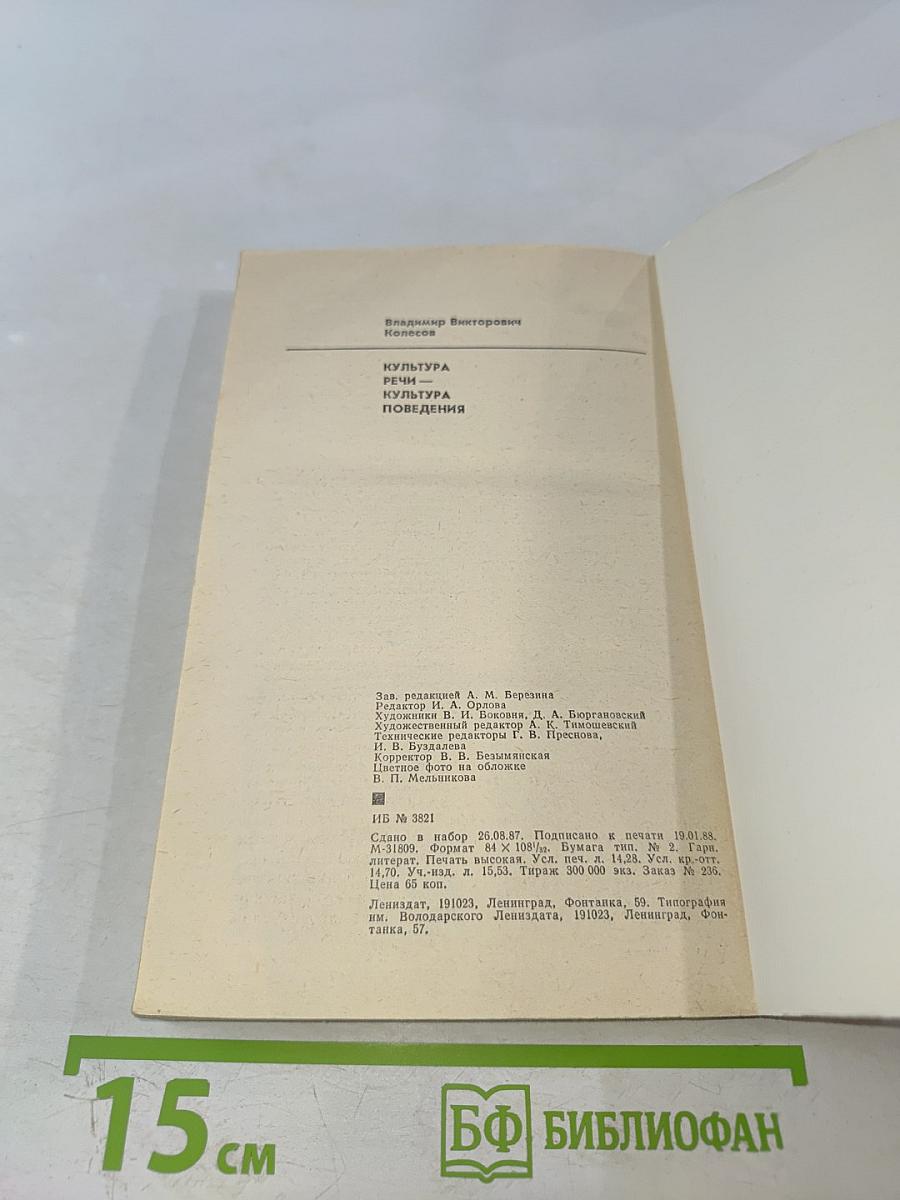 Владимир Викторович
Колесов
КУЛЬТУРА
РЕЧИ —
КУЛЬТУРА
ПОВЕДЕНИЯ
Зав. редакцией А. М. Березина
Редактор И. А. Орлова
Художники В. И. Боковня, Д. А. Бюргановский
Художественный редактор А. К. Тимошевский
Технические редакторы Г. В. Преснова,
И. В. Буздалева
Корректор В. В. Безымянская
Цветное фото на обложке
В. П. Мельникова
ИБ № 3821
Сдано в набор 26.08.87. Подписано к печати 19.01.88.
М-31809. Формат 84 × 108¹/₃₂. Бумага тип. № 2. Гарн.
литерат. Печать высокая. Усл. печ. л. 14,28. Усл. кр.-отт.
14,70. Уч.-изд. л. 15,53. Тираж 300 000 экз. Заказ № 236.
Цена 65 коп.
Лениздат, 191023, Ленинград, Фонтанка, 59. Типография
им. Володарского Лениздата, 191023, Ленинград, Фон-
танка, 57.
15 см
БФ БИБЛИОФАН